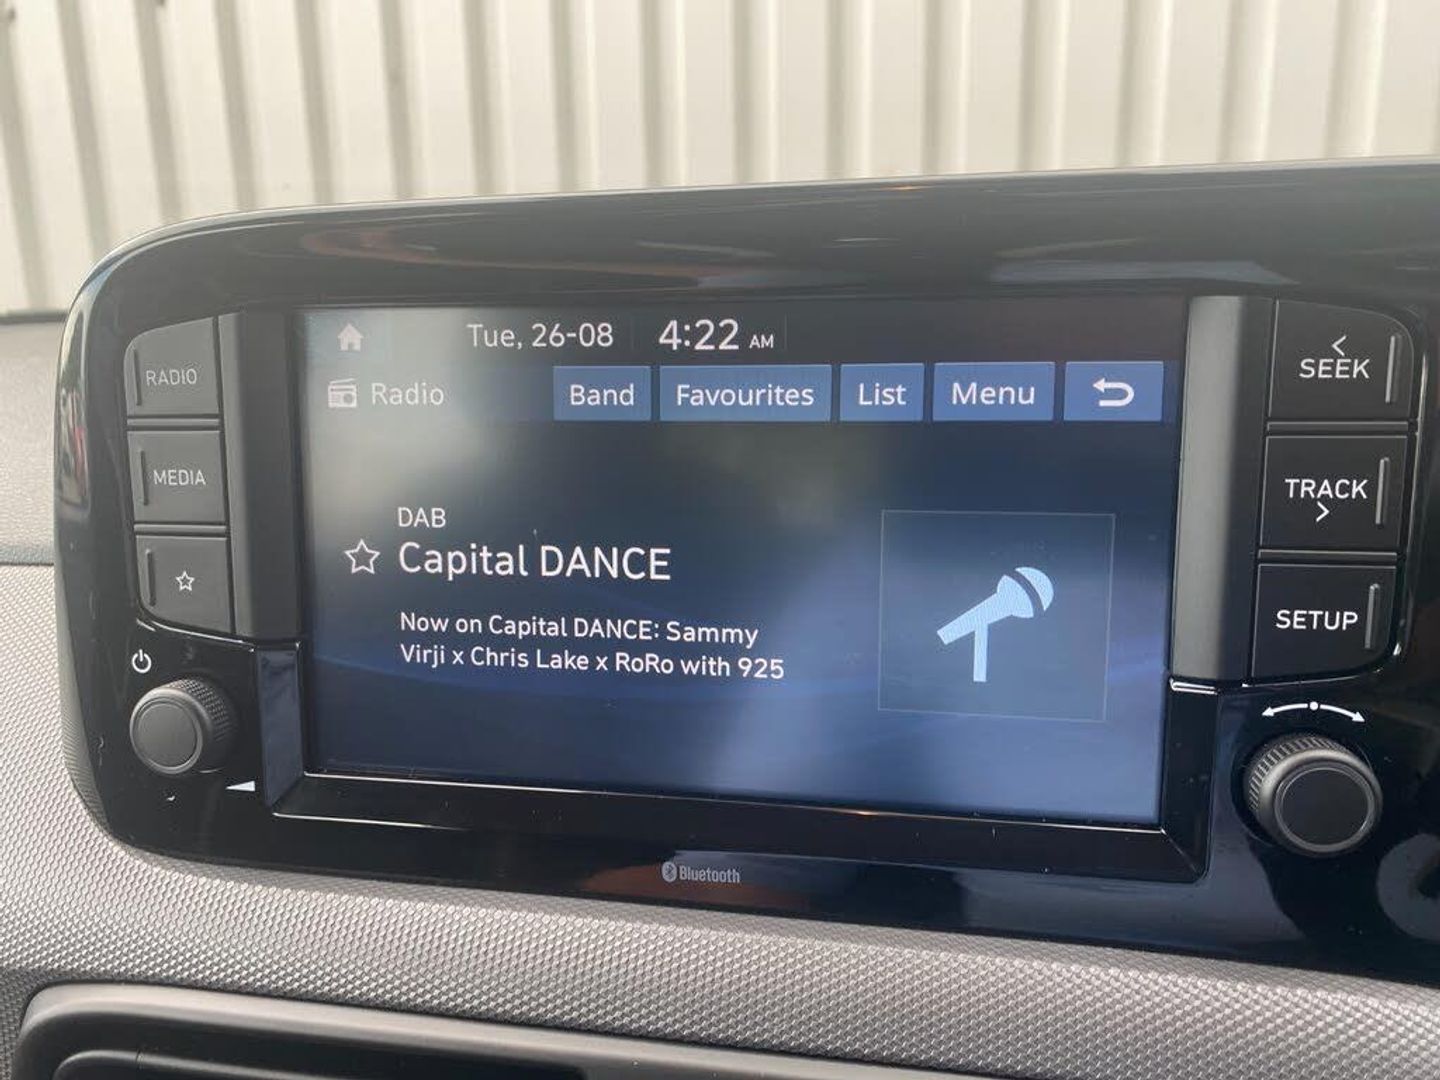 Tue, 26-08 4:22 AM
Radio Band Favourites List Menu
DAB
Capital DANCE
Now on Capital DANCE: Sammy
Virji x Chris Lake x RoRo with 925
RADIO
MEDIA
< SEEK
TRACK >
SETUP
Bluetooth